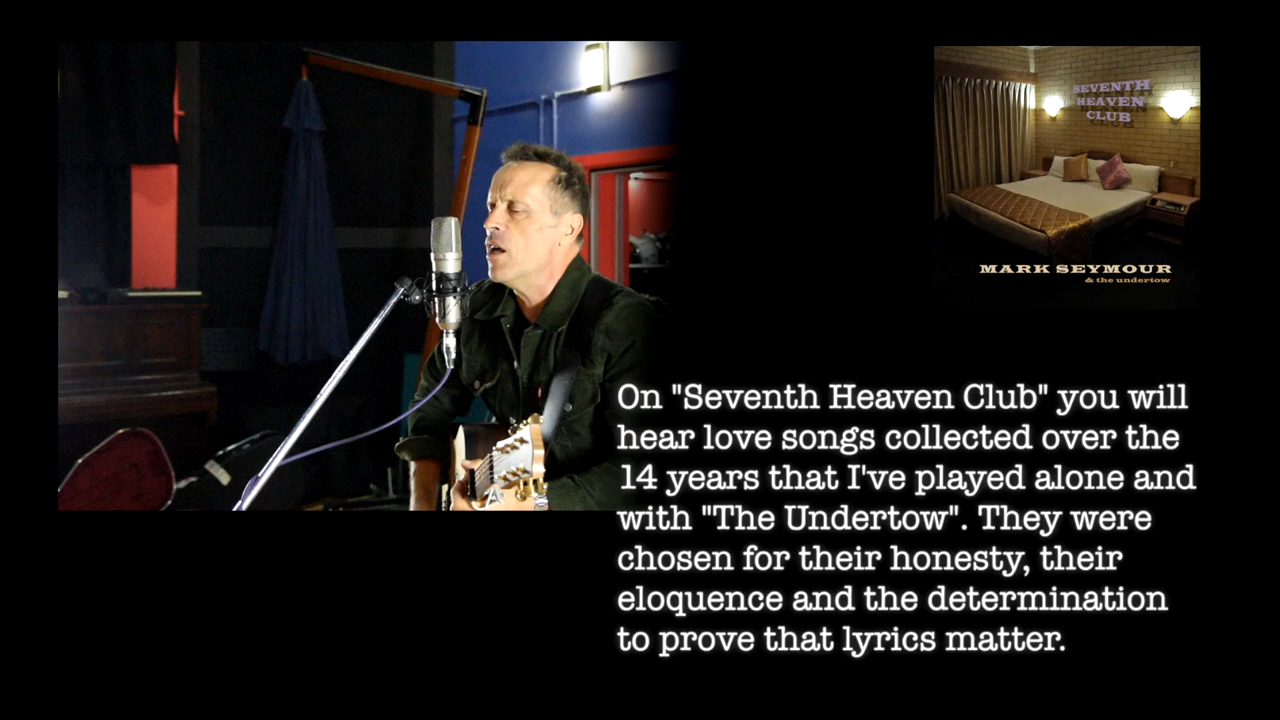 SEVENTH
HEAVEN
CLUB
MARK SEYMOUR
& the undertow
On "Seventh Heaven Club" you will
hear love songs collected over the
14 years that I've played alone and
with "The Undertow". They were
chosen for their honesty, their
eloquence and the determination
to prove that lyrics matter.